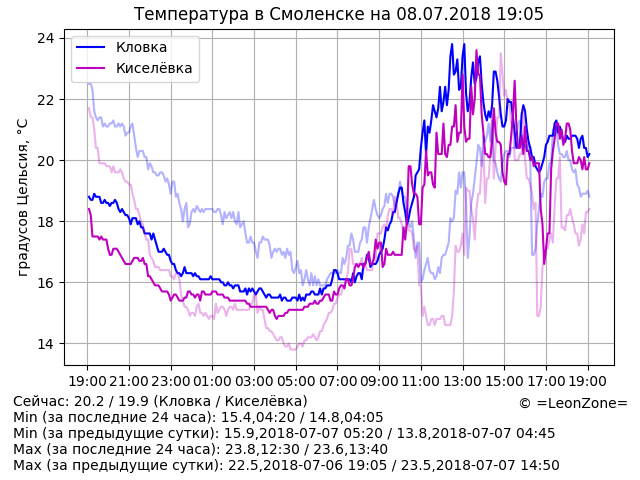 Температура в Смоленске на 08.07.2018 19:05
Кловка
Киселёвка
градусов Цельсия, °C
24
22
20
18
16
14
19:00 21:00 23:00 01:00 03:00 05:00 07:00 09:00 11:00 13:00 15:00 17:00 19:00
Сейчас: 20.2 / 19.9 (Кловка / Киселёвка)
© =LeonZone=
Min (за последние 24 часа): 15.4,04:20 / 14.8,04:05
Min (за предыдущие сутки): 15.9,2018-07-07 05:20 / 13.8,2018-07-07 04:45
Max (за последние 24 часа): 23.8,12:30 / 23.6,13:40
Max (за предыдущие сутки): 22.5,2018-07-06 19:05 / 23.5,2018-07-07 14:50